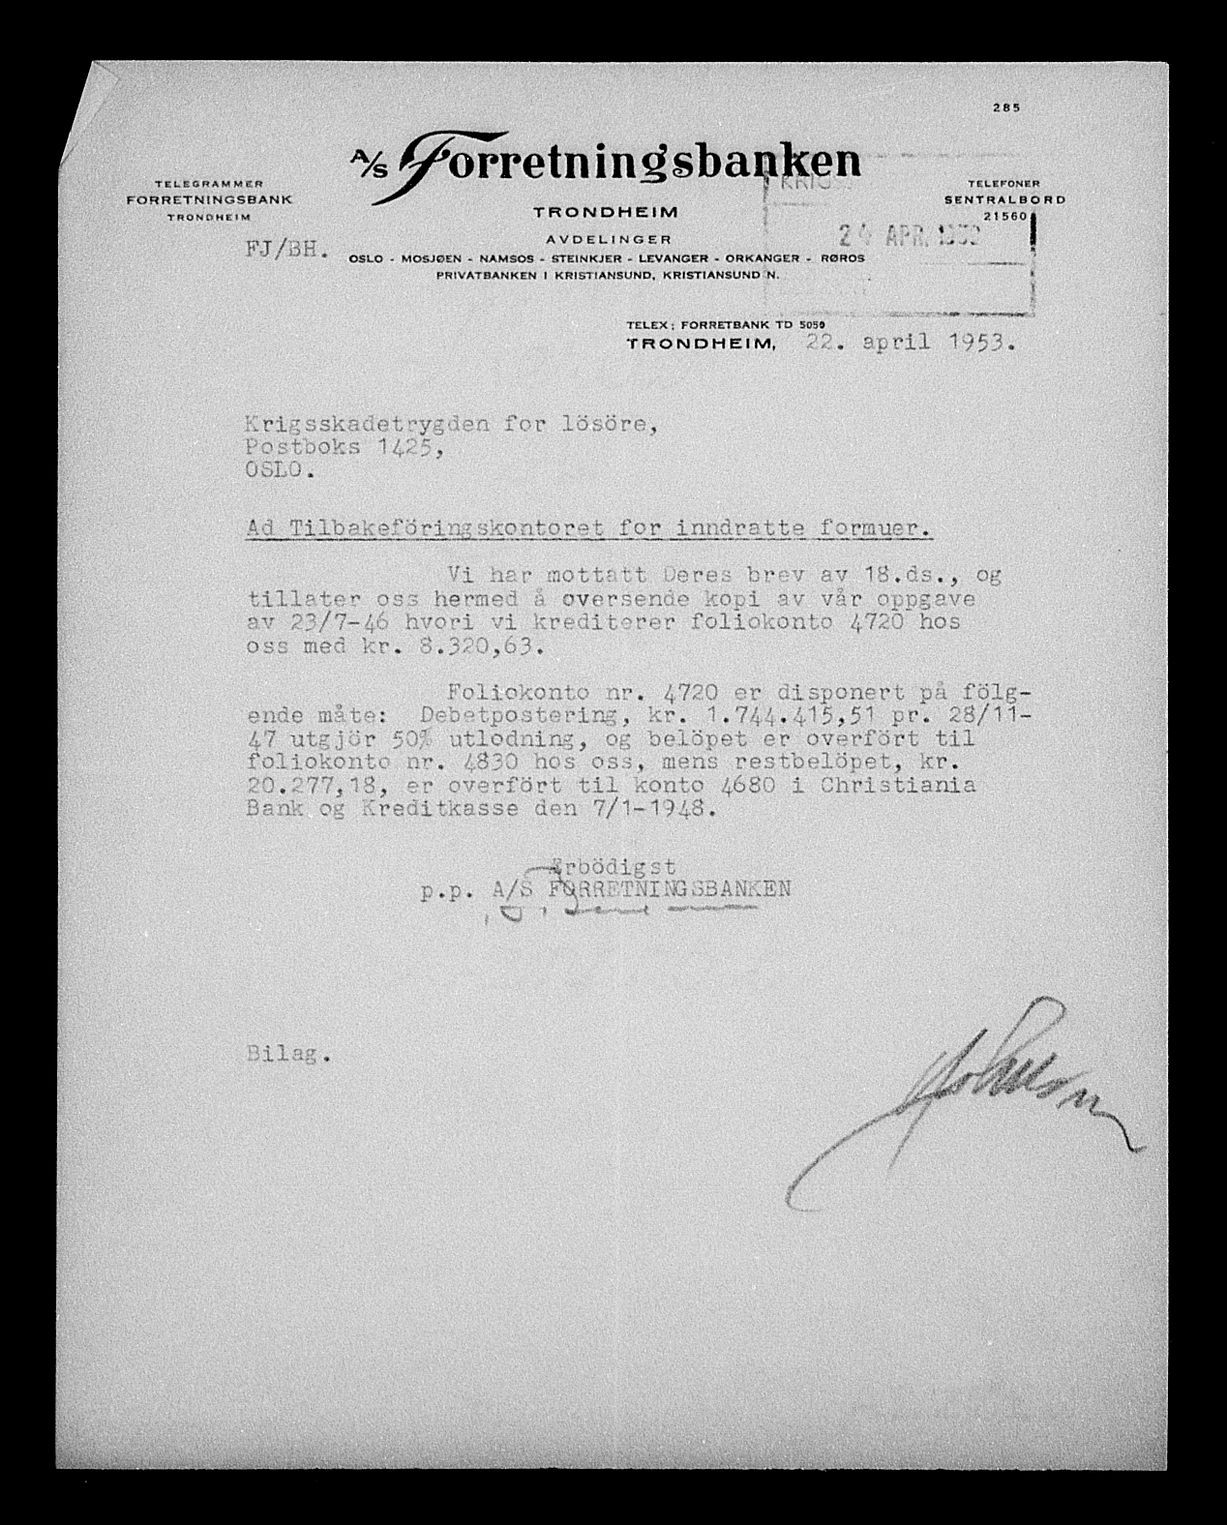 285
A/S Forretningsbanken
TELEGRAMMER
FORRETNINGSBANK
TRONDHEIM
TRONDHEIM
TELEFONER
SENTRALBORD
21560
AVDELINGER
OSLO - MOSJØEN - NAMSOS - STEINKJER - LEVANGER - ORKANGER - RØROS
PRIVATBANKEN I KRISTIANSUND, KRISTIANSUND N.
FJ/BH.
24 APR. 1953
TELEX: FORRETBANK TD 5050
TRONDHEIM, 22. april 1953.
Krigsskadetrygden for lösöre,
Postboks 1425,
OSLO.
Ad Tilbakeföringskontoret for inndratte formuer.
Vi har mottatt Deres brev av 18.ds., og
tillater oss hermed å oversende kopi av vår oppgave
av 23/7-46 hvori vi krediterer foliokonto 4720 hos
oss med kr. 8.320,63.
Foliokonto nr. 4720 er disponert på fölg-
ende måte: Debetpostering, kr. 1.744.415,51 pr. 28/11-
47 utgjör 50% utlodning, og belöpet er overfört til
foliokonto nr. 4830 hos oss, mens restbelöpet, kr.
20.277,18, er overfört til konto 4680 i Christiania
Bank og Kreditkasse den 7/1-1948.
Erbödigst
p.p. A/S FORRETNINGSBANKEN
Bilag.